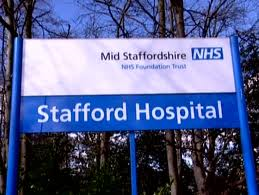 Mid Staffordshire NHS
NHS Foundation Trust
Stafford Hospital